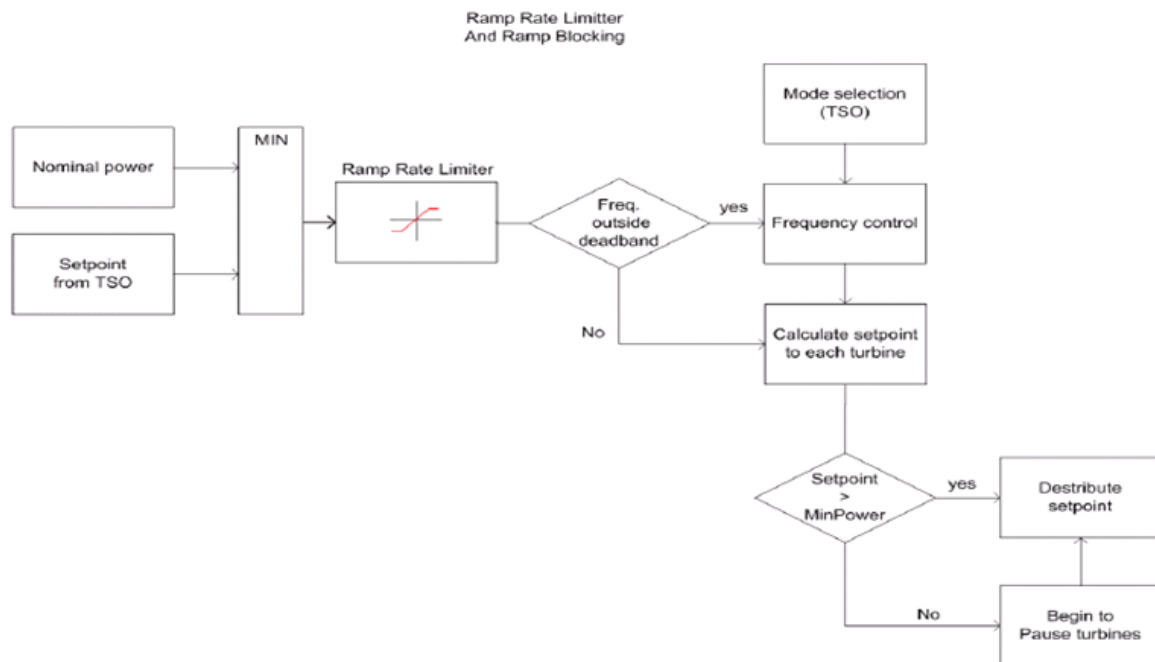 Ramp Rate Limitter
And Ramp Blocking
Mode selection
(TSO)
Nominal power
MIN
Ramp Rate Limiter
Freq.
outside
deadband
yes
Frequency control
Setpoint
from TSO
No
Calculate setpoint
to each turbine
Setpoint
>
MinPower
yes
Destribute
setpoint
No
Begin to
Pause turbines